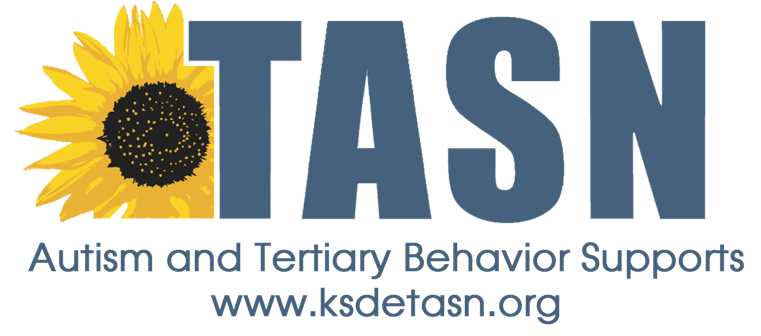 TASN
Autism and Tertiary Behavior Supports
www.ksdetasn.org